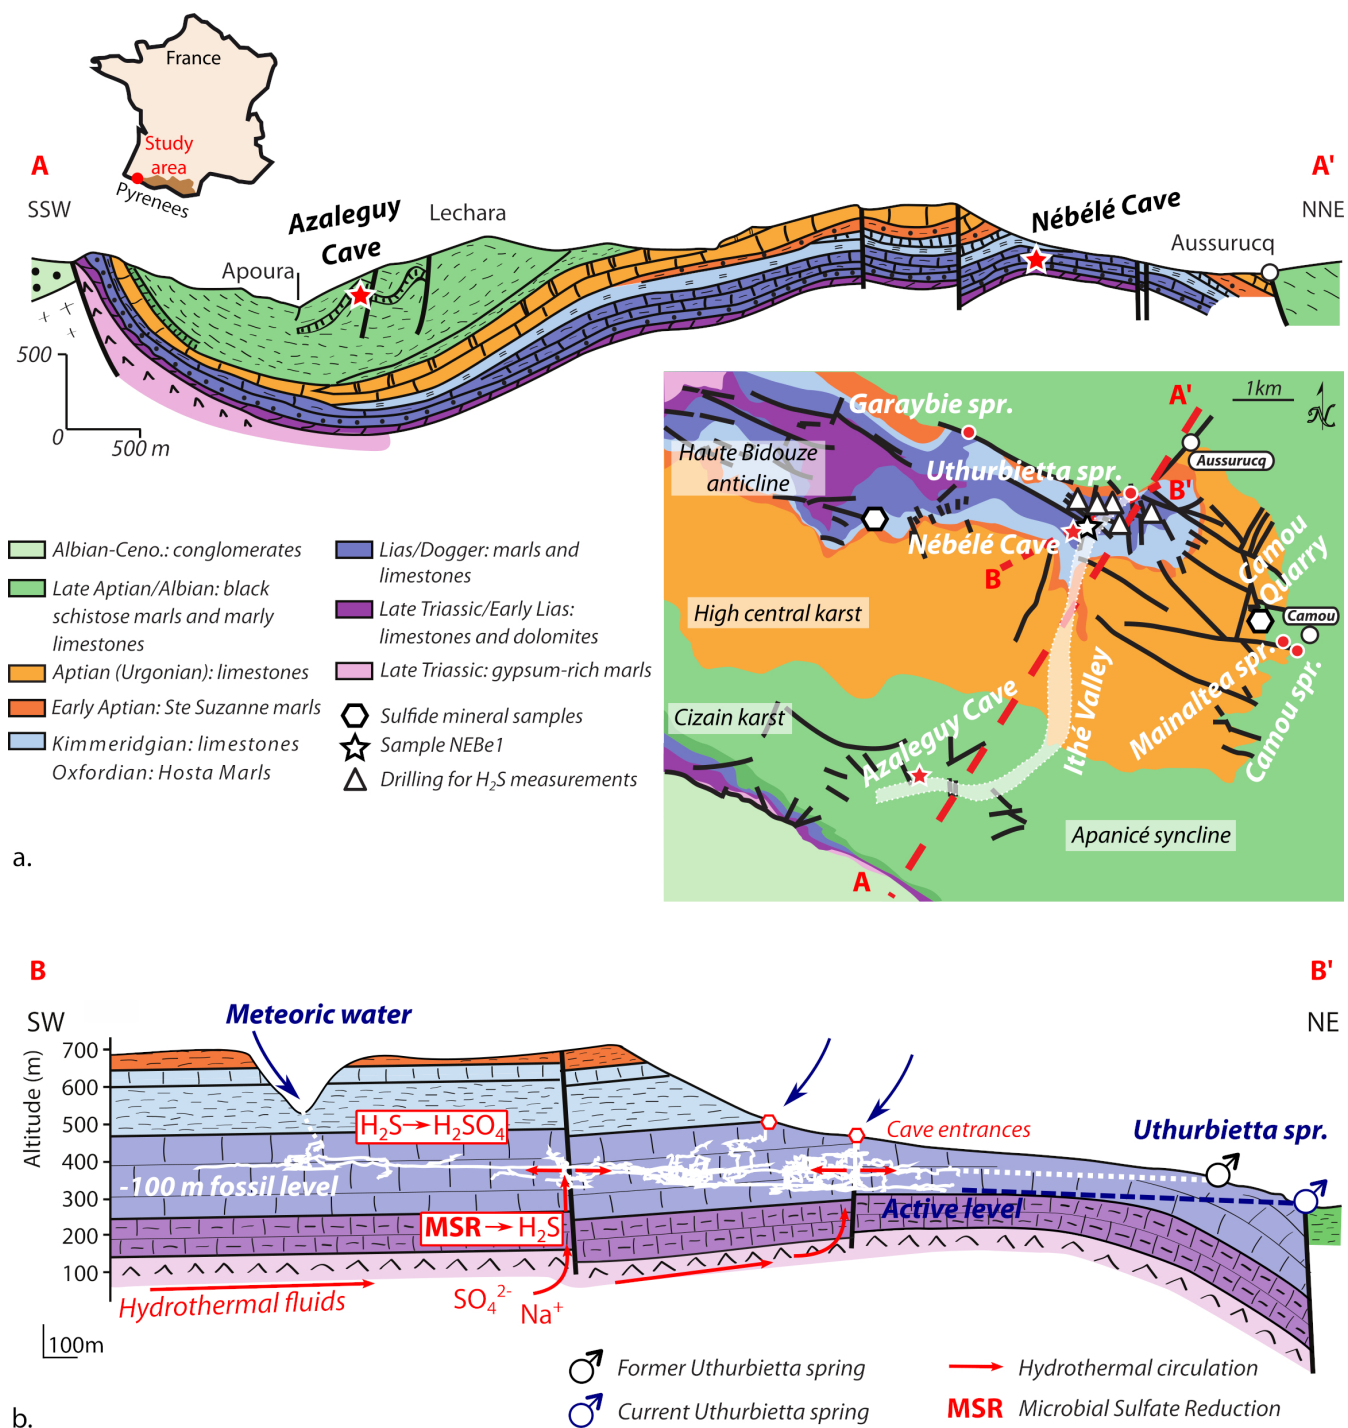 France
Study
area
Pyrenees
A
SSW
A'
NNE
Azaleguy
Cave
Lechara
Apoura
Nébélé Cave
Aussurucq
500
0
500 m
Albian-Ceno.: conglomerates
Late Aptian/Albian: black
schistose marls and marly
limestones
Aptian (Urgonian): limestones
Early Aptian: Ste Suzanne marls
Kimmeridgian: limestones
Oxfordian: Hosta Marls
Lias/Dogger: marls and
limestones
Late Triassic/Early Lias:
limestones and dolomites
Late Triassic: gypsum-rich marls
Sulfide mineral samples
Sample NEBe1
Drilling for H₂S measurements
a.
1km
N
A'
Garaybie spr.
Haute Bidouze
anticline
Uthurbietta spr.
Aussurucq
B'
Nébélé Cave
B
Camou
Quarry
High central karst
Camou
Mainaltea spr.
Camou spr.
Ithé Valley
Cizain karst
Azaleguy Cave
Apanicé syncline
A
B
SW
B'
NE
Meteoric water
Altitude (m)
700
600
500
400
300
200
100
H₂S→H₂SO₄
Cave entrances
Uthurbietta spr.
-100 m fossil level
Active level
MSR→H₂S
Hydrothermal fluids
SO₄²⁻
Na⁺
100m
Former Uthurbietta spring
Hydrothermal circulation
Current Uthurbietta spring
MSR Microbial Sulfate Reduction
b.